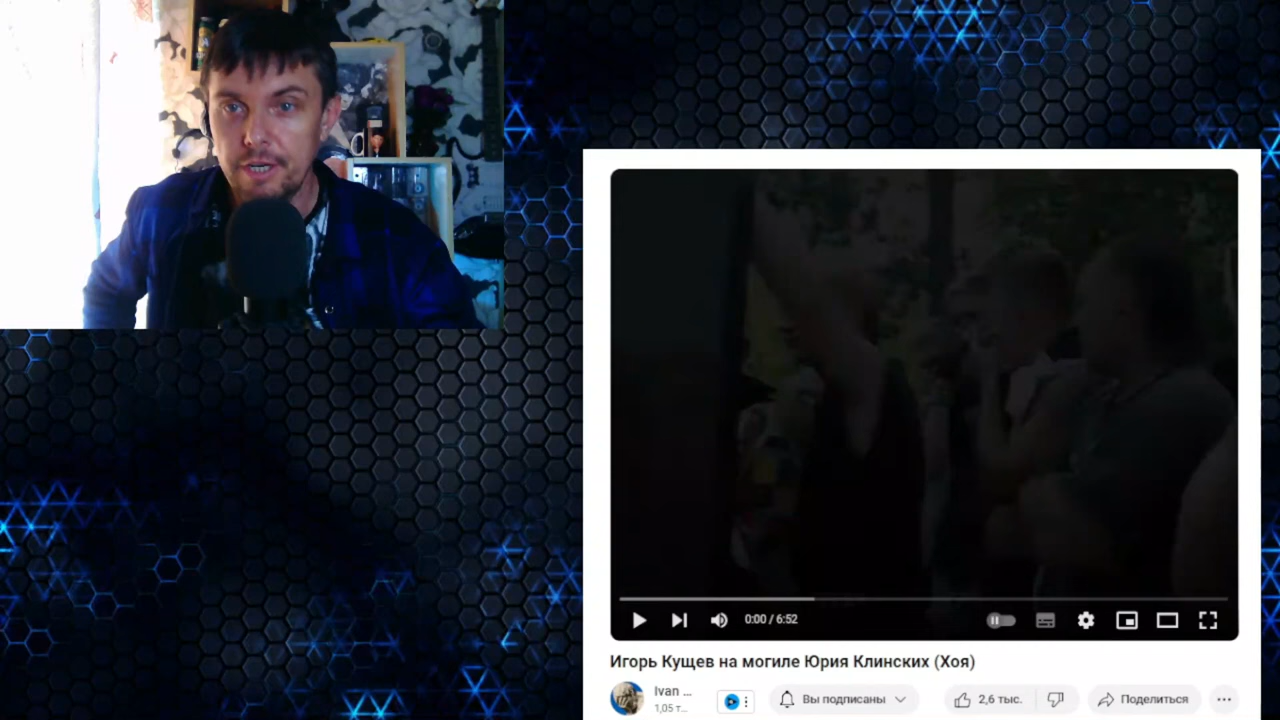 0:00 / 6:52
Игорь Кущев на могиле Юрия Клинских (Хоя)
Ivan ...
1,05 т...
Вы подписаны
2,6 тыс.
Поделиться